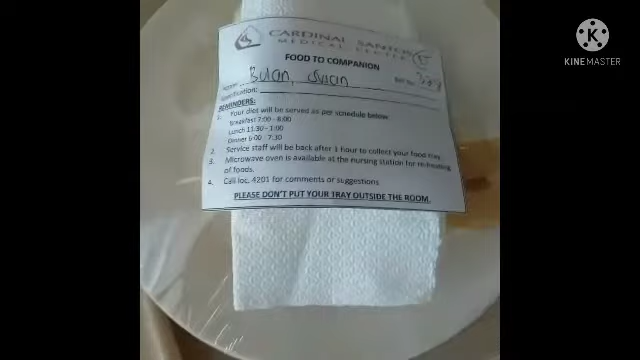 CARDINAL SANTOS
MEDICAL CENTER
FOOD TO COMPANION
Name: Bulan,
Specification:
REMINDERS:
1. Your diet will be served as per schedule below:
Breakfast 7:00 - 8:00
Lunch 11:30 - 1:00
Dinner 6:00 - 7:30
2. Service staff will be back after 1 hour to collect your food tray.
3. Microwave oven is available at the nursing station for re-heating
of foods.
4. Call loc. 4201 for comments or suggestions
PLEASE DON'T PUT YOUR TRAY OUTSIDE THE ROOM.
K
KINEMASTER